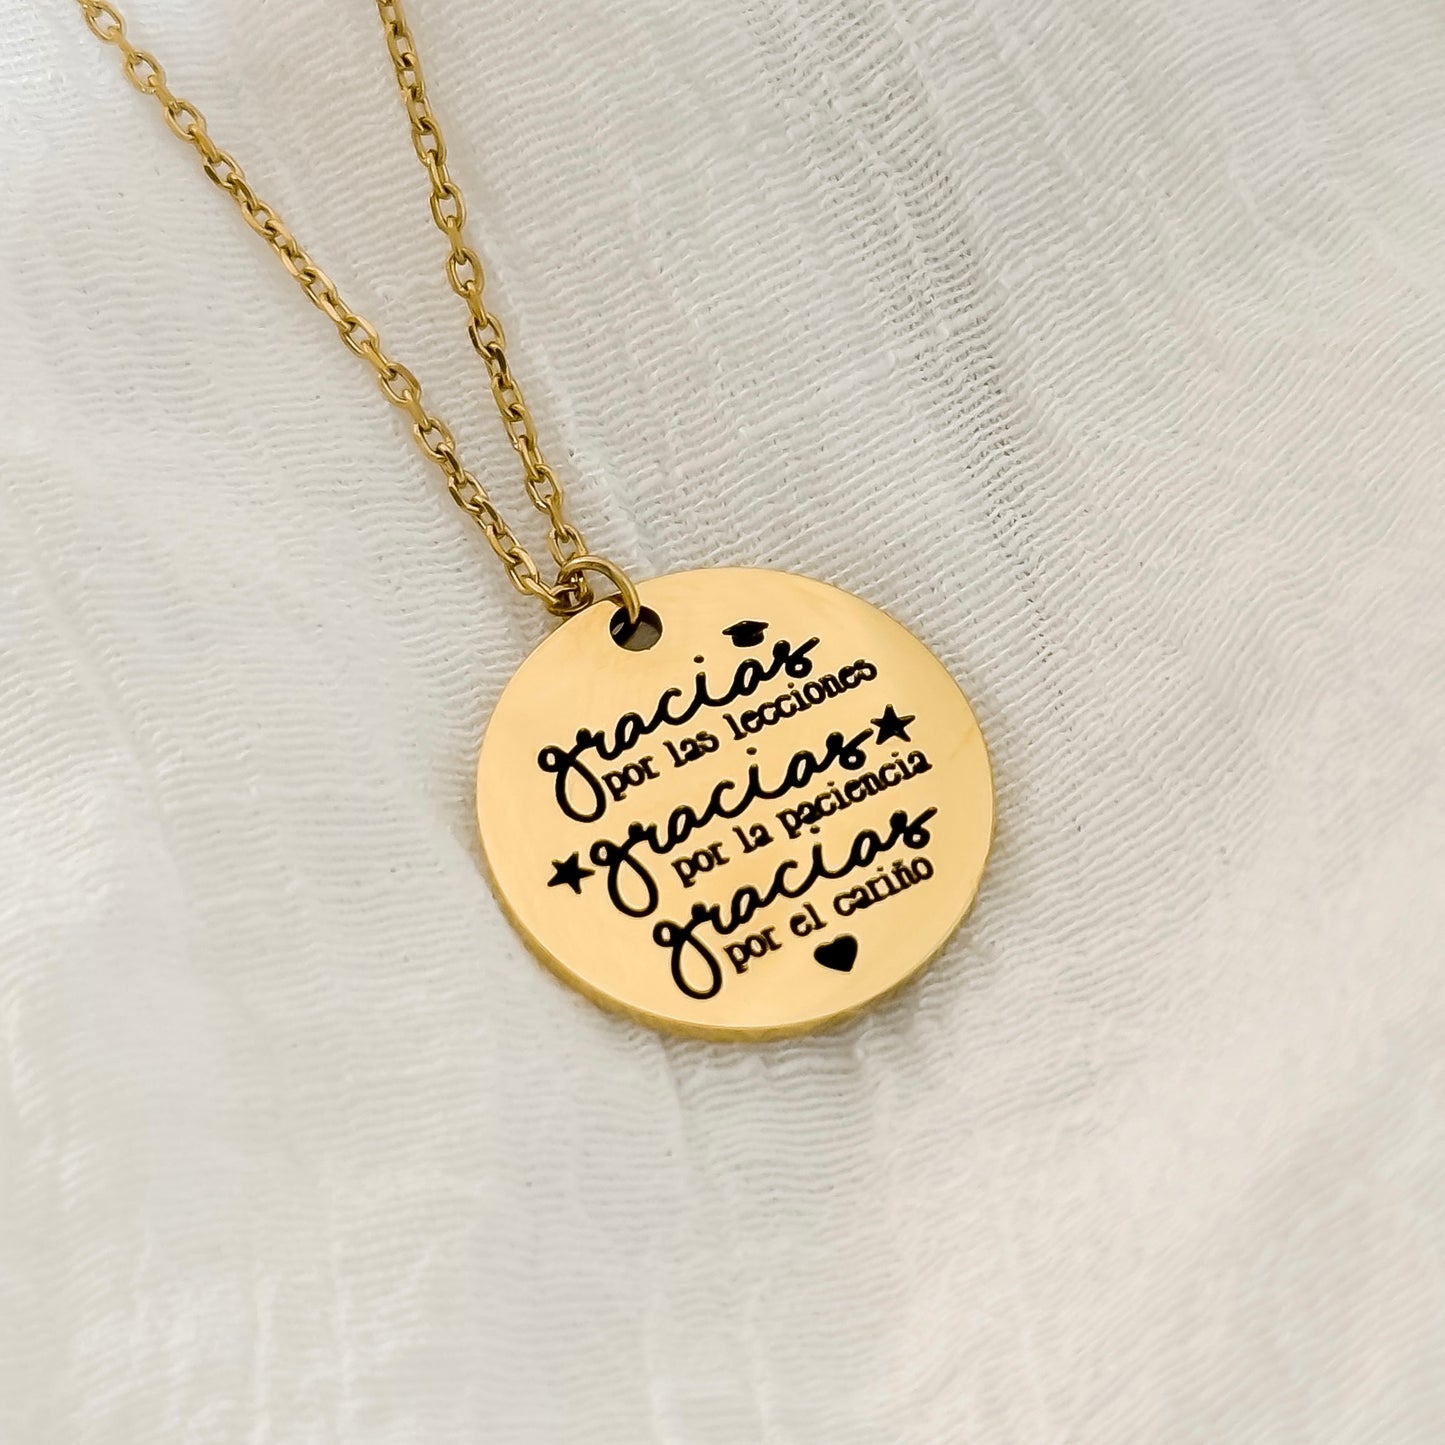 gracias
por las lecciones
gracias
por la paciencia
gracias
por el cariño